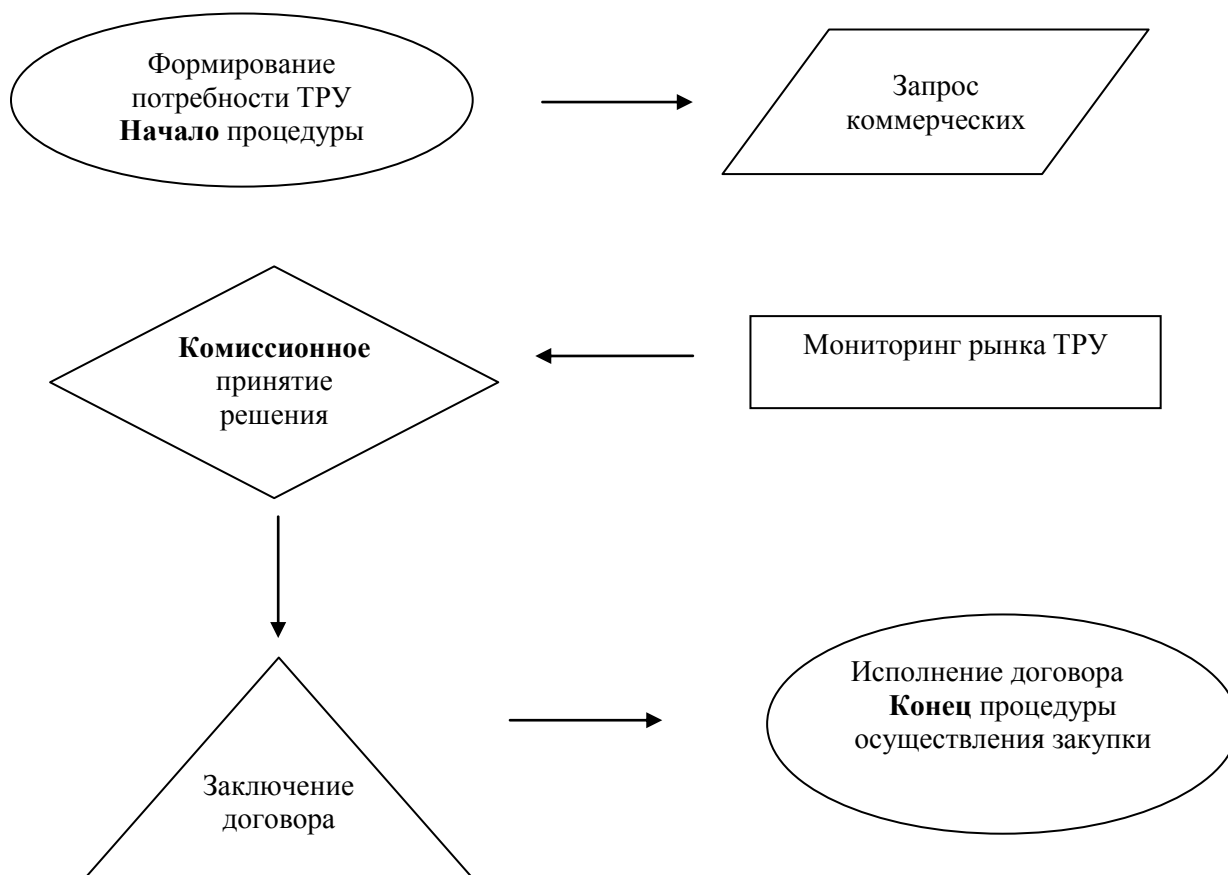 Формирование
потребности ТРУ
Начало процедуры
Запрос
коммерческих
Комиссионное
принятие
решения
Мониторинг рынка ТРУ
Заключение
договора
Исполнение договора
Конец процедуры
осуществления закупки